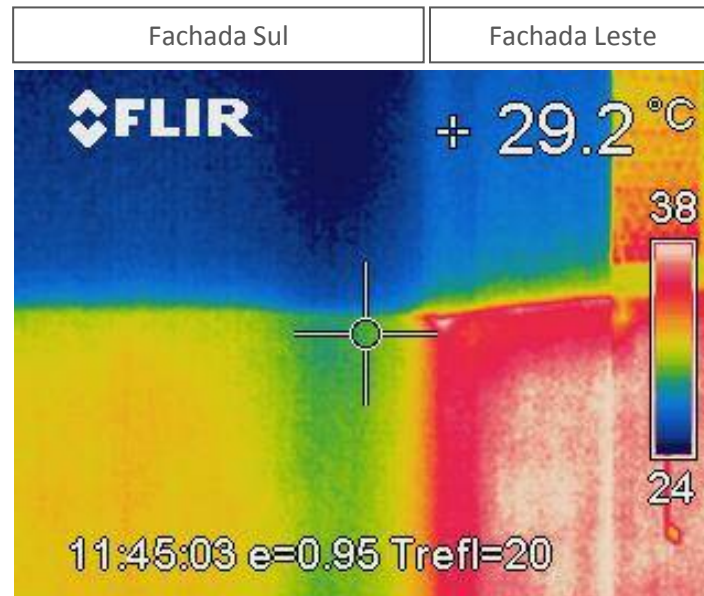 Fachada Sul
Fachada Leste
FLIR
29.2 °C
38
24
11:45:03 e=0.95 Trefl=20